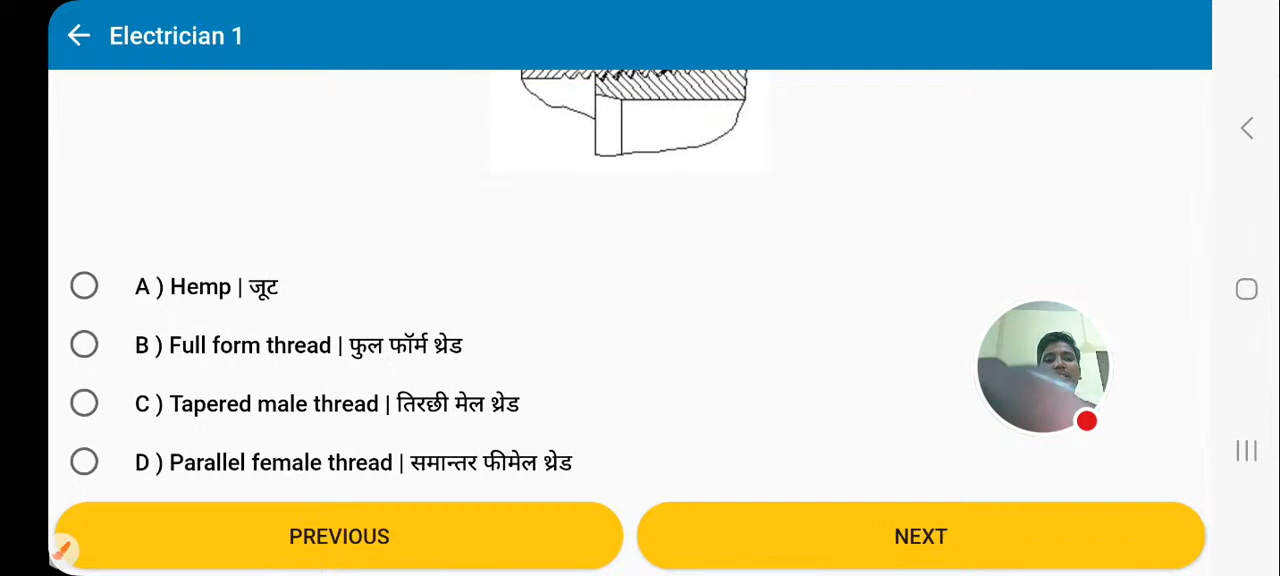 Electrician 1
A ) Hemp | जूट
B ) Full form thread | फुल फॉर्म थ्रेड
C ) Tapered male thread | तिरछी मेल थ्रेड
D ) Parallel female thread | समान्तर फीमेल थ्रेड
PREVIOUS
NEXT